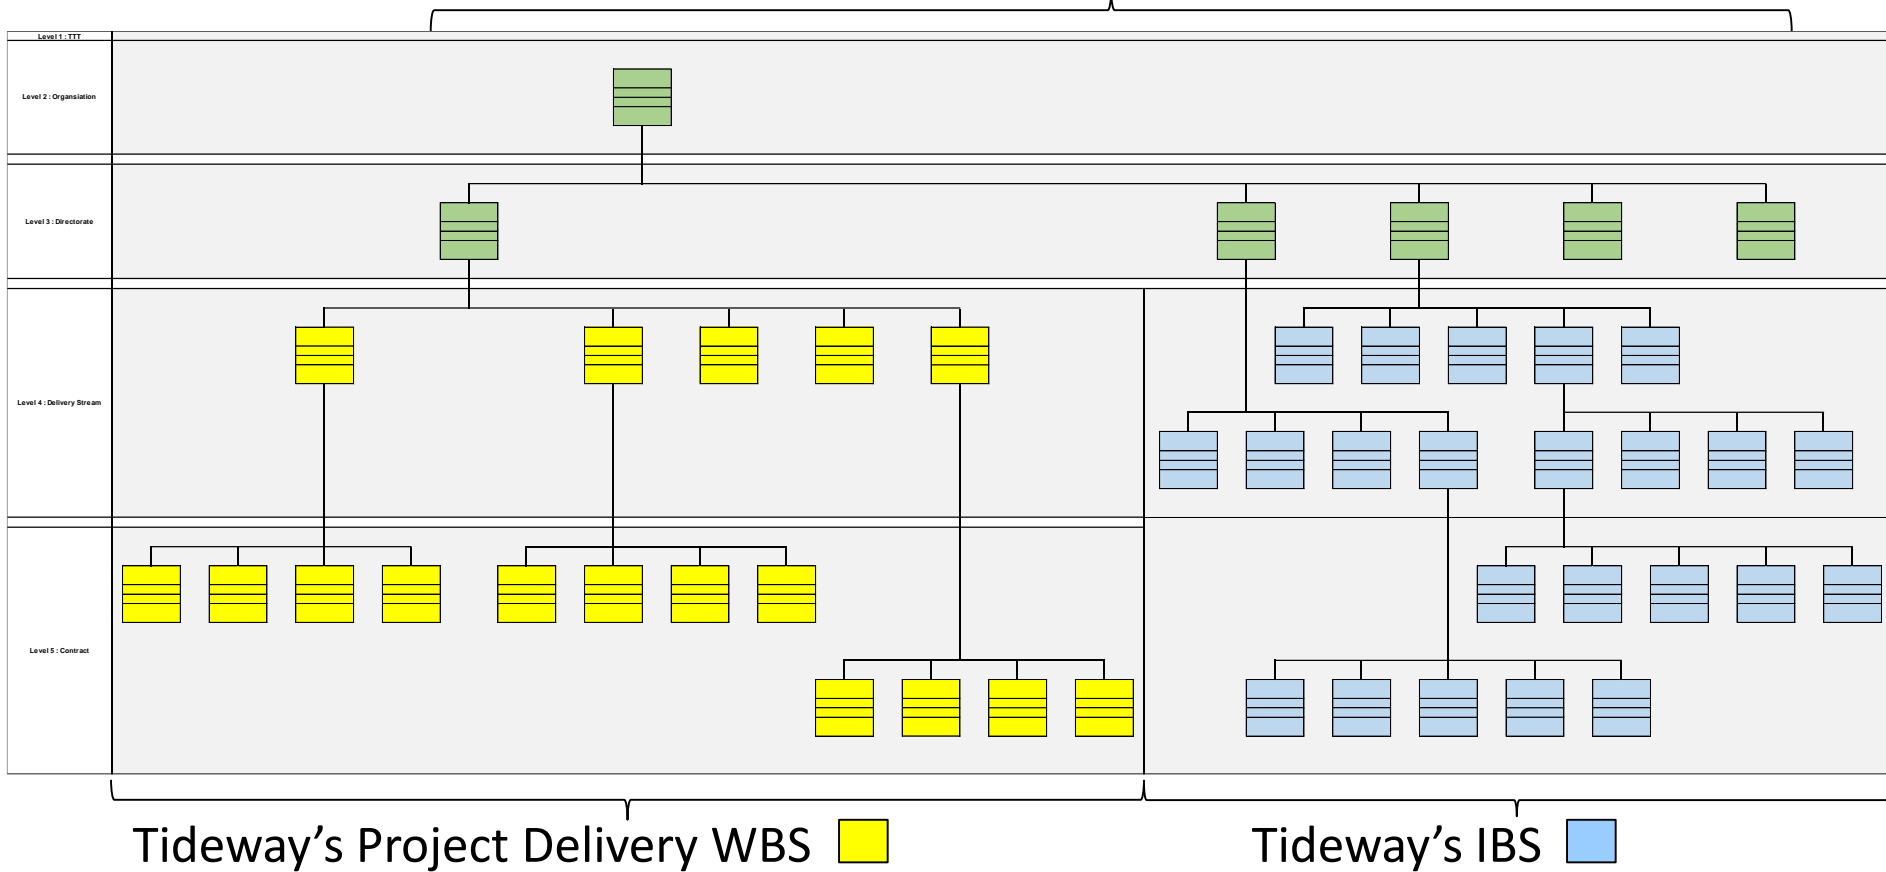 Level 1 : TTT
Level 2 : Organsiation
Level 3 : Directorate
Level 4 : Delivery Stream
Level 5 : Contract
Tideway’s Project Delivery WBS
Tideway’s IBS